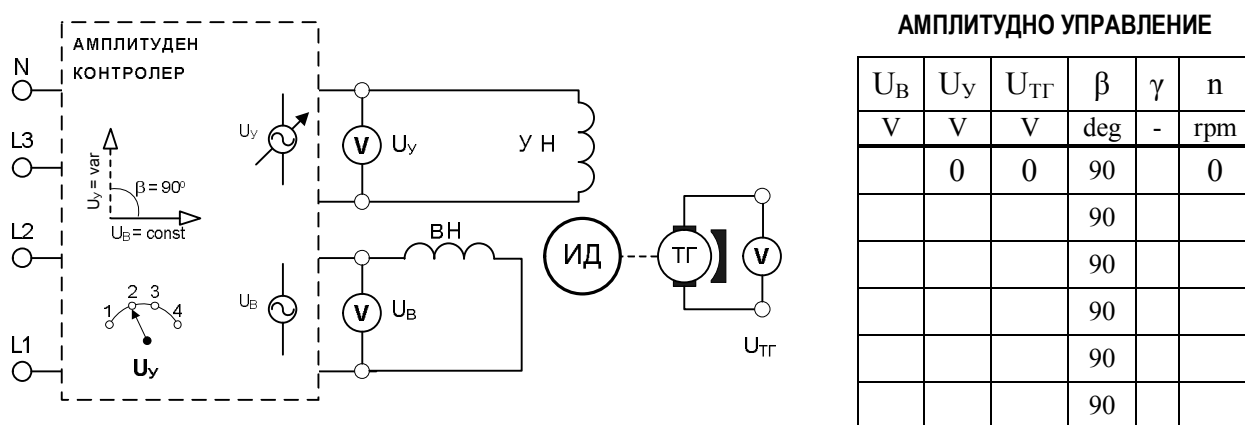 АМПЛИТУДЕН
КОНТРОЛЕР
N
L3
L2
L1
Uу = var
β = 90⁰
Uв = const
1 2 3 4
Uу
Uу
Uв
V
Uу
У Н
V
Uв
ВН
ИД
ТГ
V
Uтг
АМПЛИТУДНО УПРАВЛЕНИЕ
UВ UУ UТГ β γ n
V V V deg - rpm
0 0 90 0
90
90
90
90
90